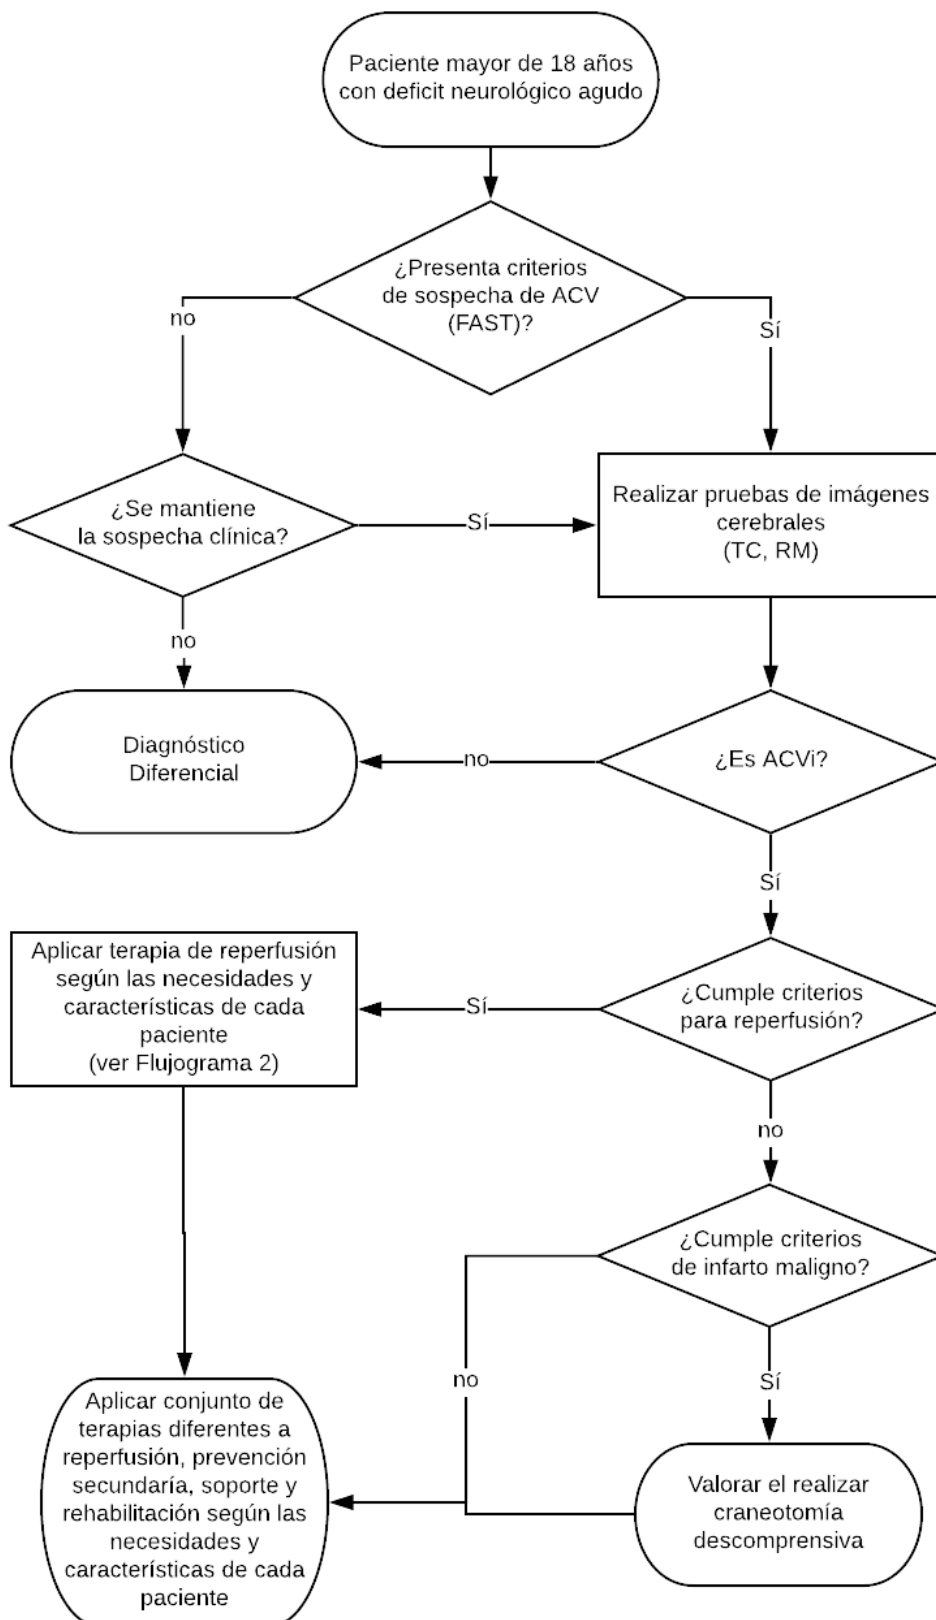 Paciente mayor de 18 años
con deficit neurológico agudo
¿Presenta criterios
de sospecha de ACV
(FAST)?
no
Sí
¿Se mantiene
la sospecha clínica?
Sí
Realizar pruebas de imágenes
cerebrales
(TC, RM)
no
Diagnóstico
Diferencial
no
¿Es ACVi?
Sí
Aplicar terapia de reperfusión
según las necesidades y
características de cada
paciente
(ver Flujograma 2)
Sí
¿Cumple criterios
para reperfusión?
no
¿Cumple criterios
de infarto maligno?
no
Sí
Aplicar conjunto de
terapias diferentes a
reperfusión, prevención
secundaría, soporte y
rehabilitación según las
necesidades y
características de cada
paciente
Valorar el realizar
craneotomía
descomprensiva